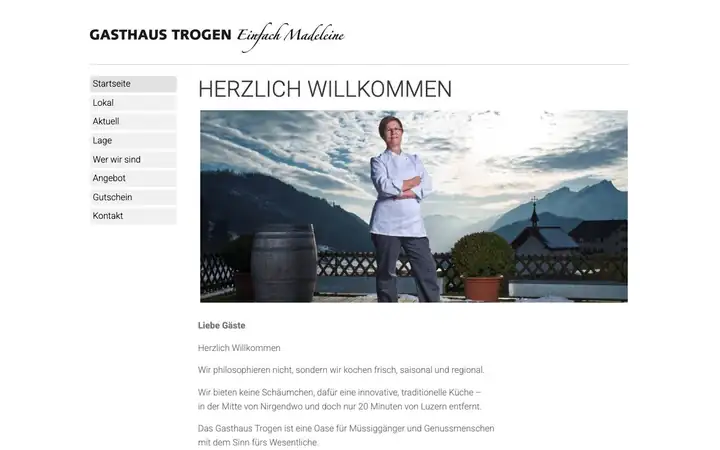 GASTHAUS TROGEN Einfach Madeleine
Startseite
Lokal
Aktuell
Lage
Wer wir sind
Angebot
Gutschein
Kontakt
HERZLICH WILLKOMMEN
Liebe Gäste
Herzlich Willkommen
Wir philosophieren nicht, sondern wir kochen frisch, saisonal und regional.
Wir bieten keine Schäumchen, dafür eine innovative, traditionelle Küche –
in der Mitte von Nirgendwo und doch nur 20 Minuten von Luzern entfernt.
Das Gasthaus Trogen ist eine Oase für Müssiggänger und Genussmenschen
mit dem Sinn fürs Wesentliche.